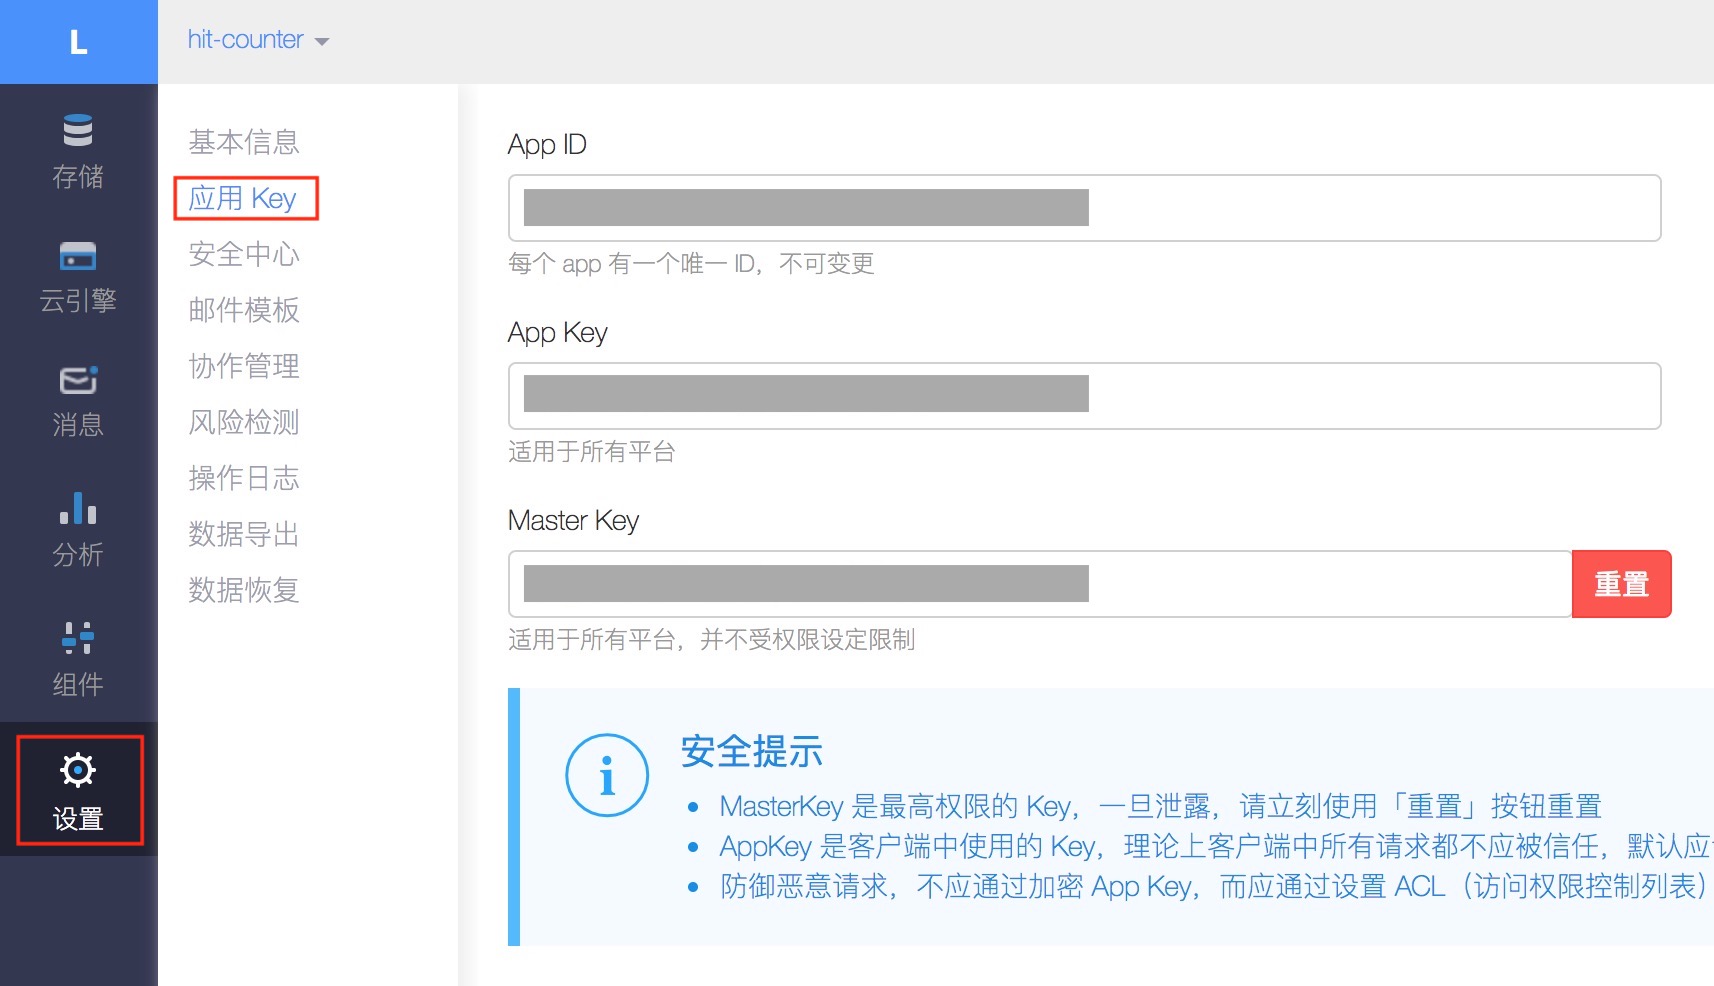 L
hit-counter
存储
云引擎
消息
分析
组件
设置
基本信息
应用 Key
安全中心
邮件模板
协作管理
风险检测
操作日志
数据导出
数据恢复
App ID
每个 app 有一个唯一 ID，不可变更
App Key
适用于所有平台
Master Key
重置
适用于所有平台，并不受权限设定限制
安全提示
MasterKey 是最高权限的 Key，一旦泄露，请立刻使用「重置」按钮重置
AppKey 是客户端中使用的 Key，理论上客户端中所有请求都不应被信任，默认应
防御恶意请求，不应通过加密 App Key，而应通过设置 ACL（访问权限控制列表）